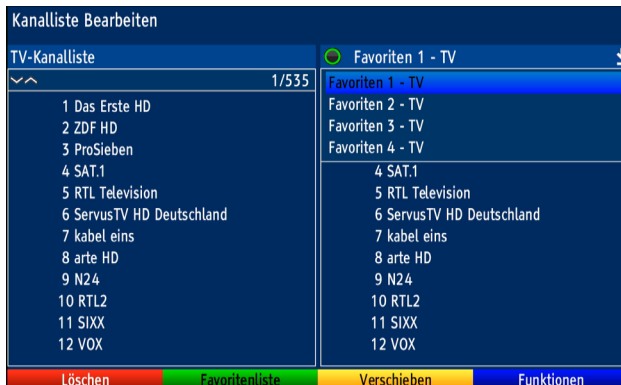 Kanalliste Bearbeiten
TV-Kanalliste
1/535
1 Das Erste HD
2 ZDF HD
3 ProSieben
4 SAT.1
5 RTL Television
6 ServusTV HD Deutschland
7 kabel eins
8 arte HD
9 N24
10 RTL2
11 SIXX
12 VOX
Favoriten 1 - TV
Favoriten 1 - TV
Favoriten 2 - TV
Favoriten 3 - TV
Favoriten 4 - TV
4 SAT.1
5 RTL Television
6 ServusTV HD Deutschland
7 kabel eins
8 arte HD
9 N24
10 RTL2
11 SIXX
12 VOX
Löschen Favoritenliste Verschieben Funktionen